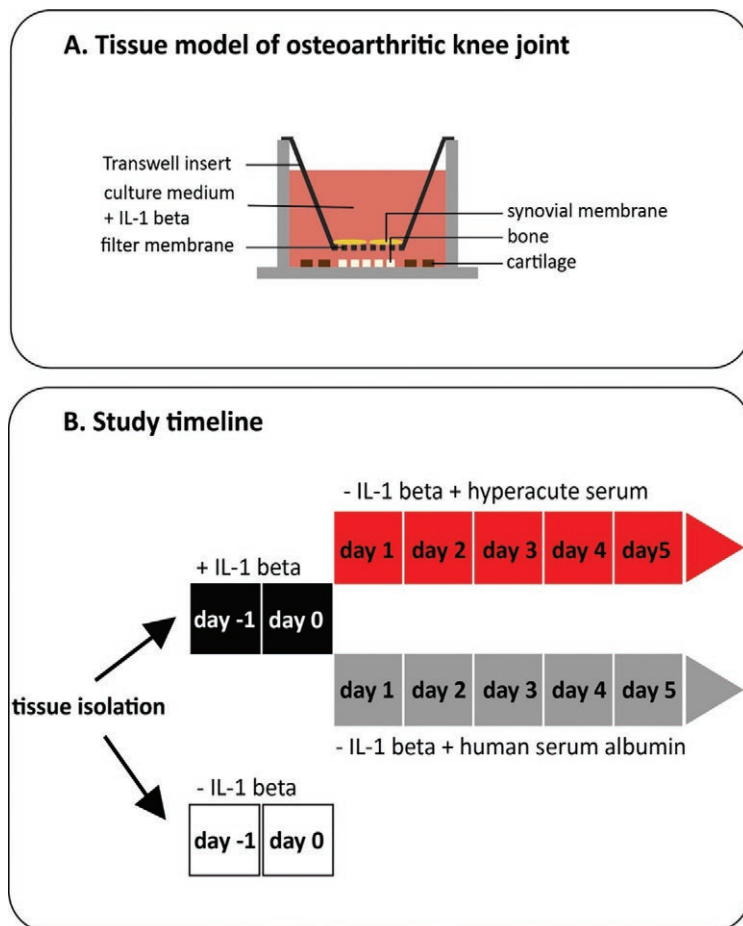 A. Tissue model of osteoarthritic knee joint
Transwell insert
culture medium
+ IL-1 beta
filter membrane
synovial membrane
bone
cartilage
B. Study timeline
- IL-1 beta + hyperacute serum
day 1 day 2 day 3 day 4 day5
+ IL-1 beta
day -1 day 0
day 1 day 2 day 3 day 4 day 5
- IL-1 beta + human serum albumin
tissue isolation
- IL-1 beta
day -1 day 0